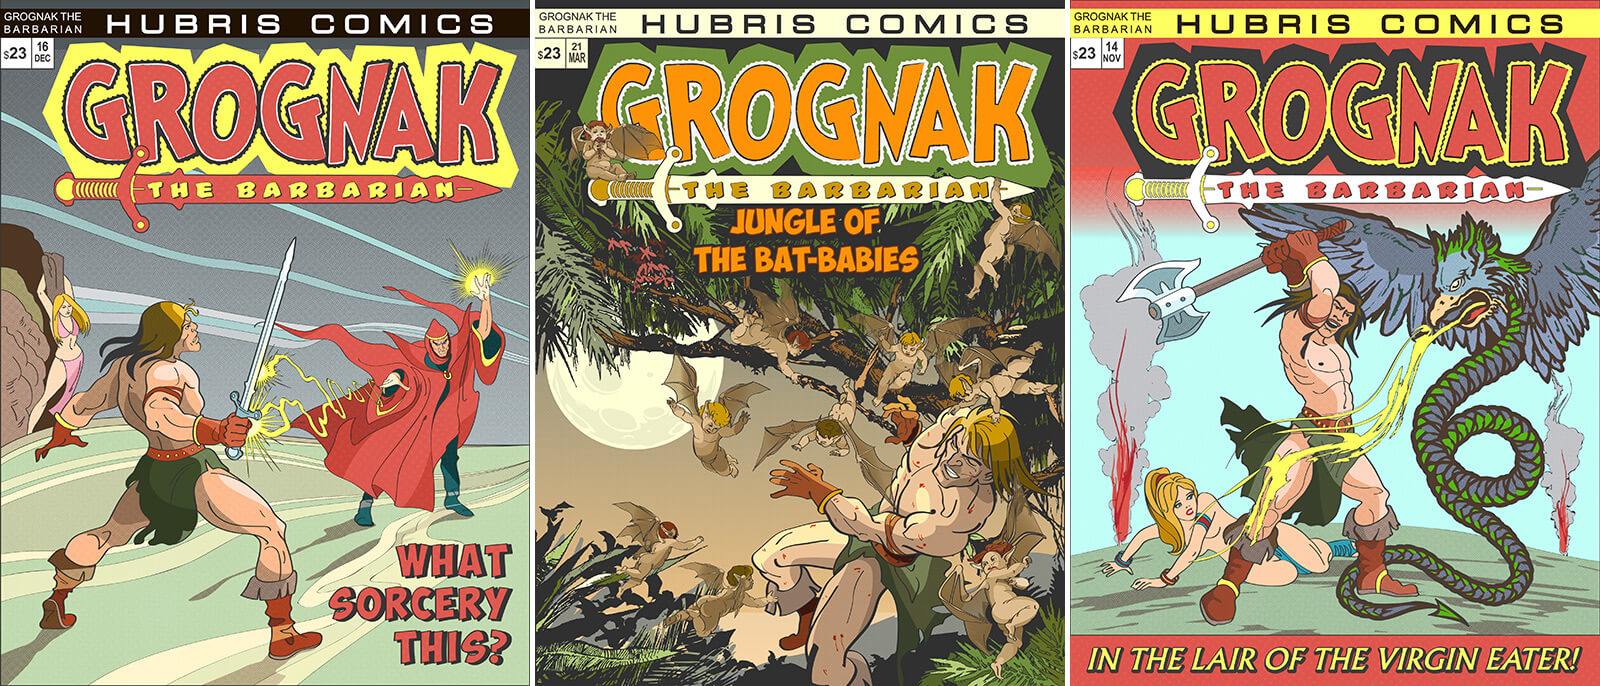 GROGNAK THE
BARBARIAN
HUBRIS COMICS
$23
16
DEC
GROGNAK
THE BARBARIAN
WHAT
SORCERY
THIS?
GROGNAK THE
BARBARIAN
HUBRIS COMICS
$23
21
MAR
GROGNAK
THE BARBARIAN
JUNGLE OF
THE BAT-BABIES
GROGNAK THE
BARBARIAN
HUBRIS COMICS
$23
14
NOV
GROGNAK
THE BARBARIAN
IN THE LAIR OF THE VIRGIN EATER!